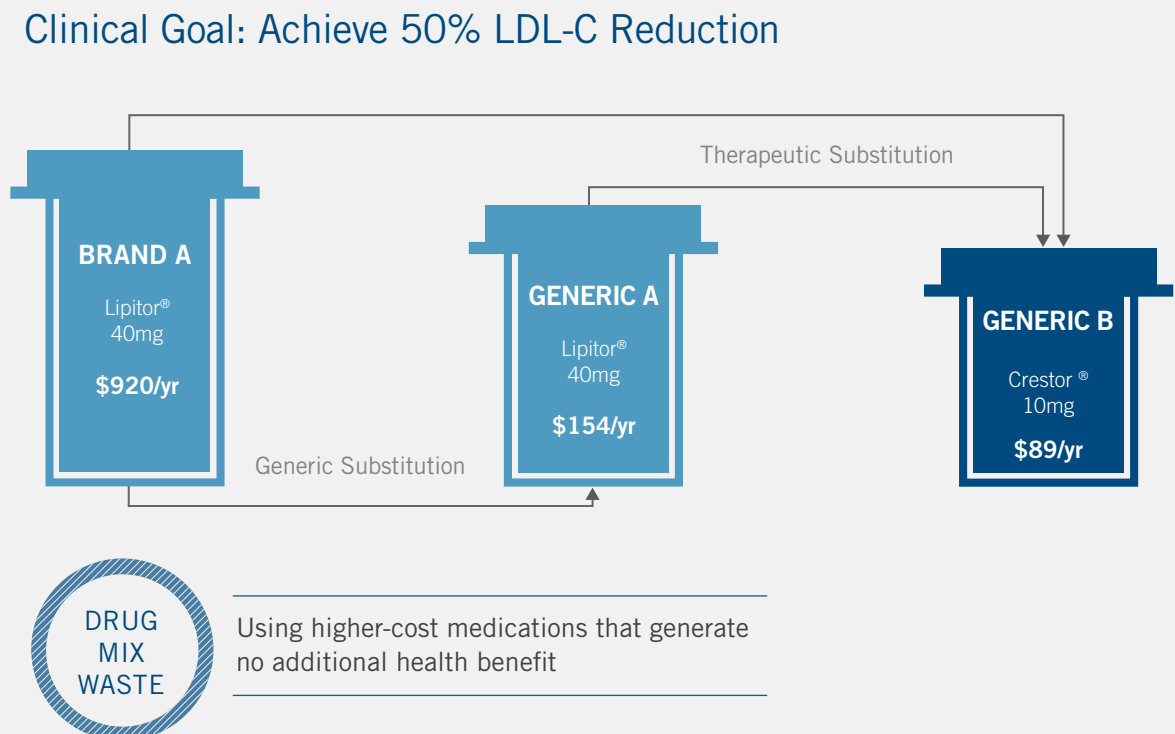 Clinical Goal: Achieve 50% LDL-C Reduction
Therapeutic Substitution
BRAND A
Lipitor®
40mg
$920/yr
GENERIC A
Lipitor®
40mg
$154/yr
GENERIC B
Crestor ®
10mg
$89/yr
Generic Substitution
DRUG
MIX
WASTE
Using higher-cost medications that generate
no additional health benefit